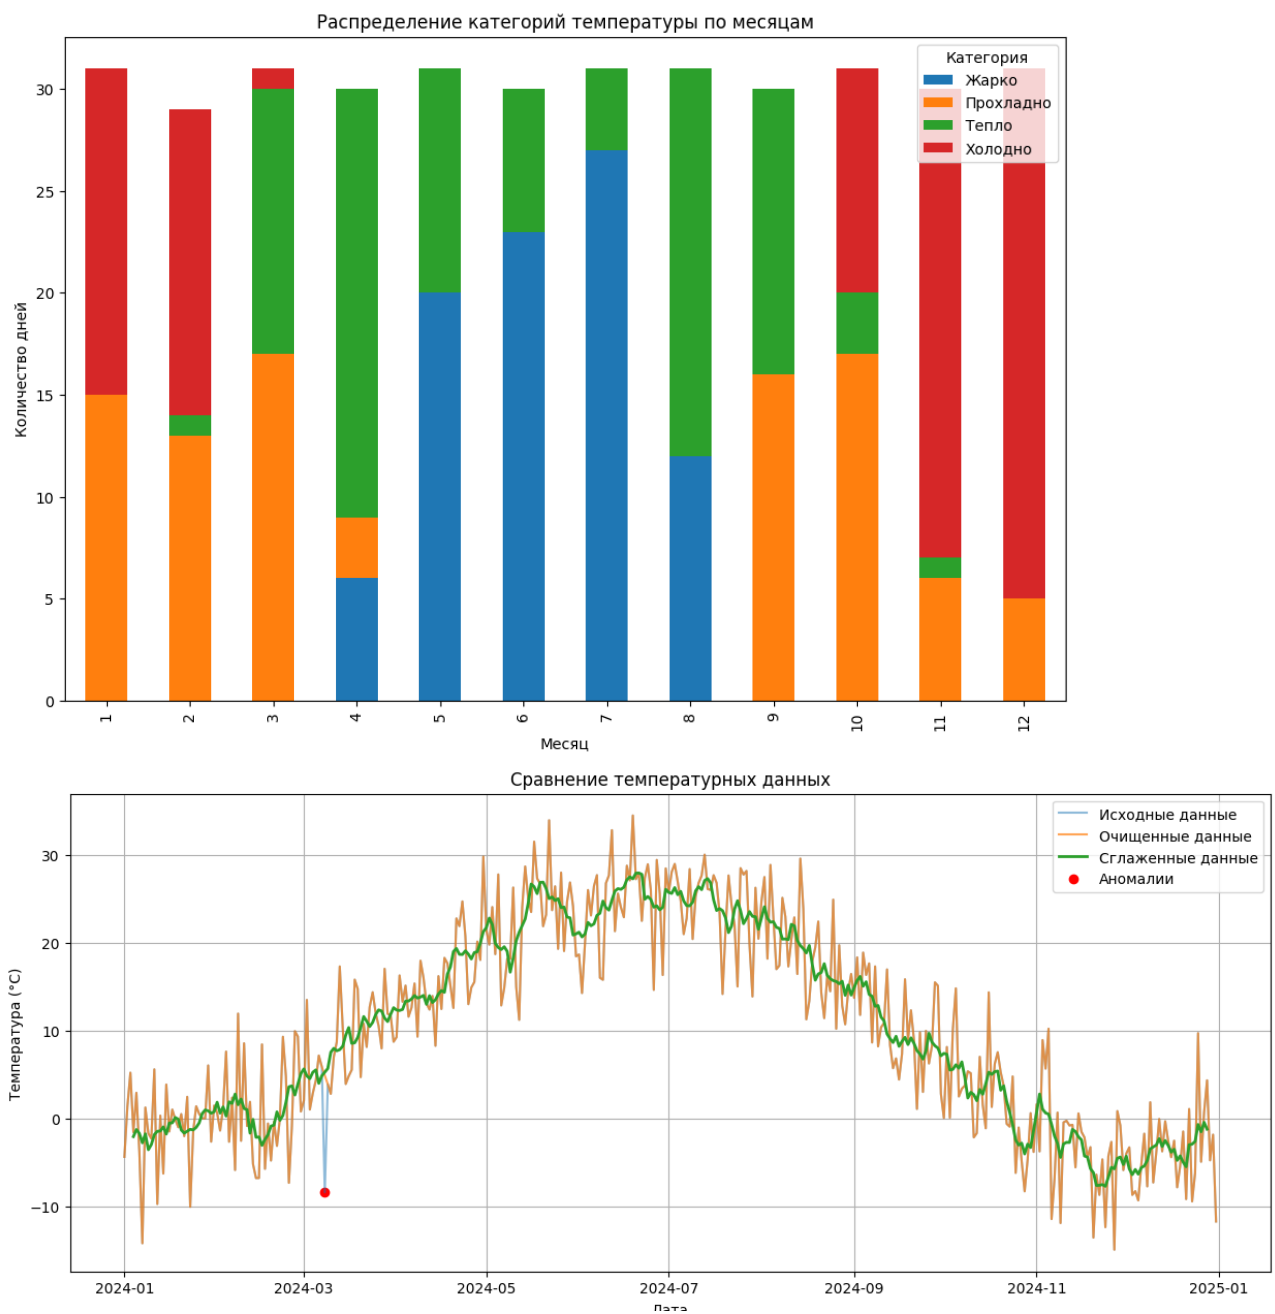 Распределение категорий температуры по месяцам
Категория
Жарко
Прохладно
Тепло
Холодно
30
25
20
15
10
5
0
Количество дней
1 2 3 4 5 6 7 8 9 10 11 12
Месяц
Сравнение температурных данных
Исходные данные
Очищенные данные
Сглаженные данные
Аномалии
30
20
10
0
−10
Температура (°C)
2024-01 2024-03 2024-05 2024-07 2024-09 2024-11 2025-01
Дата